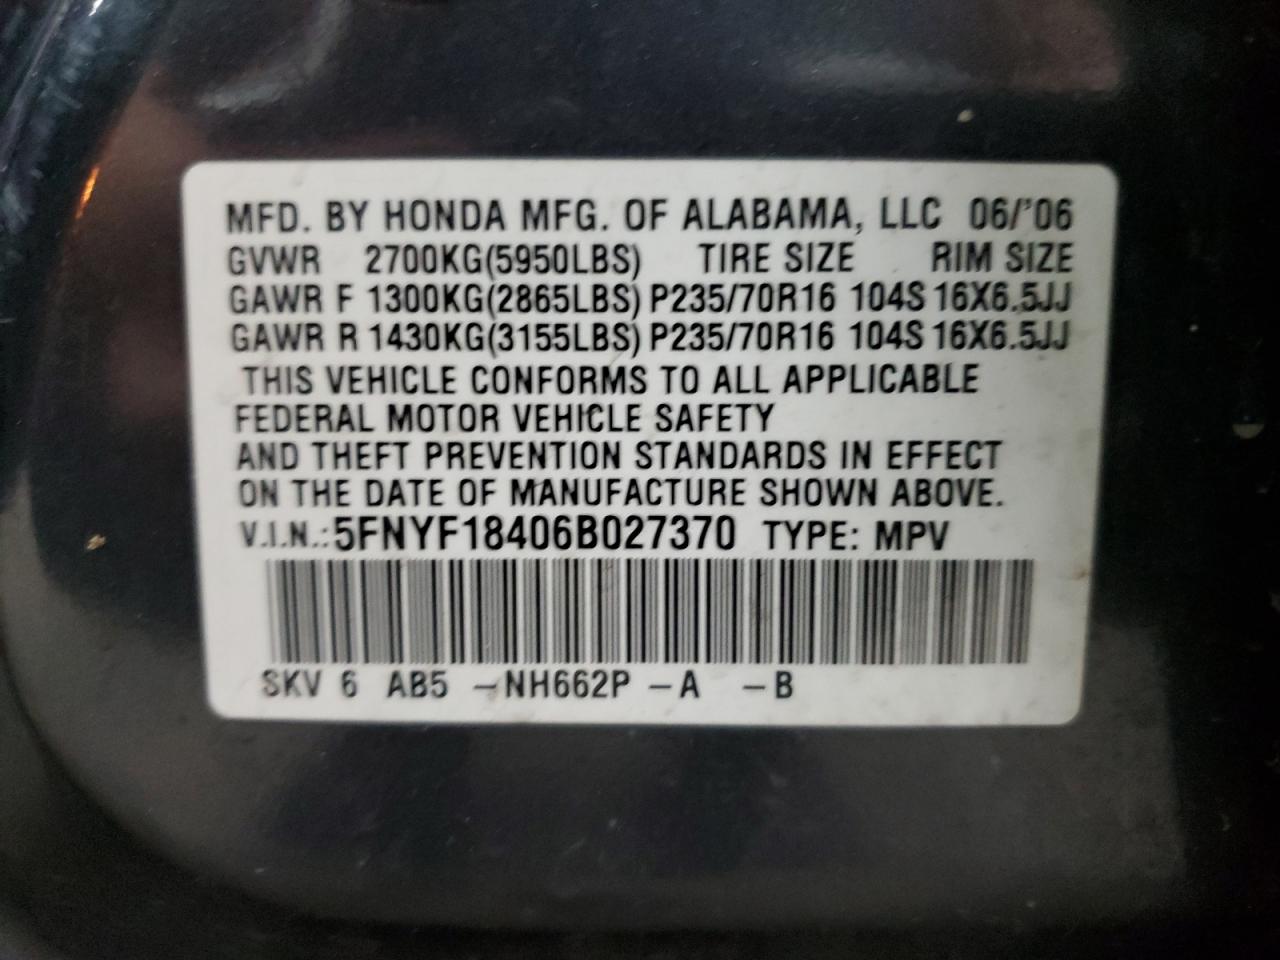 MFD. BY HONDA MFG. OF ALABAMA, LLC 06/'06
GVWR 2700KG(5950LBS) TIRE SIZE RIM SIZE
GAWR F 1300KG(2865LBS) P235/70R16 104S 16X6.5JJ
GAWR R 1430KG(3155LBS) P235/70R16 104S 16X6.5JJ
THIS VEHICLE CONFORMS TO ALL APPLICABLE
FEDERAL MOTOR VEHICLE SAFETY
AND THEFT PREVENTION STANDARDS IN EFFECT
ON THE DATE OF MANUFACTURE SHOWN ABOVE.
V.I.N.: 5FNYF18406B027370 TYPE: MPV
SKV 6 AB5 -NH662P -A -B